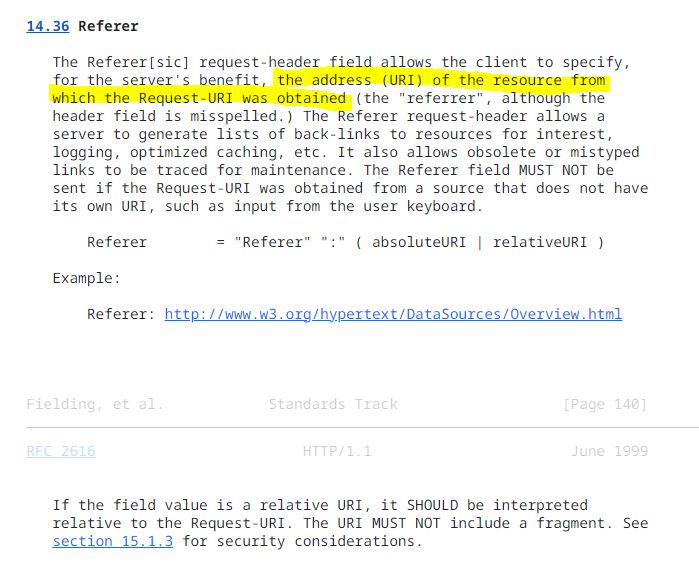 14.36 Referer
The Referer[sic] request-header field allows the client to specify,
for the server's benefit, the address (URI) of the resource from
which the Request-URI was obtained (the "referrer", although the
header field is misspelled.) The Referer request-header allows a
server to generate lists of back-links to resources for interest,
logging, optimized caching, etc. It also allows obsolete or mistyped
links to be traced for maintenance. The Referer field MUST NOT be
sent if the Request-URI was obtained from a source that does not have
its own URI, such as input from the user keyboard.
Referer = "Referer" ":" ( absoluteURI | relativeURI )
Example:
Referer: http://www.w3.org/hypertext/DataSources/Overview.html
Fielding, et al. Standards Track [Page 140]
RFC 2616 HTTP/1.1 June 1999
If the field value is a relative URI, it SHOULD be interpreted
relative to the Request-URI. The URI MUST NOT include a fragment. See
section 15.1.3 for security considerations.